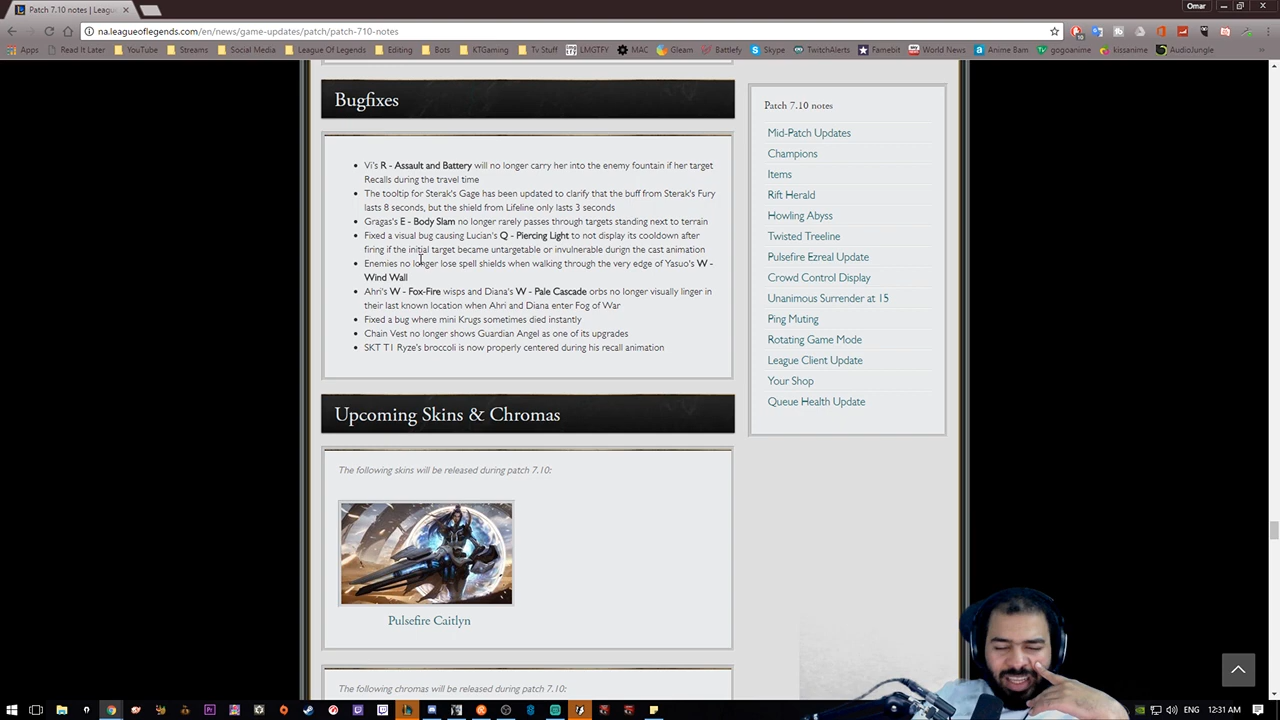 Patch 7.10 notes | Leagu
Omar
na.leagueoflegends.com/en/news/game-updates/patch/patch-710-notes
Apps Read It Later YouTube Streams Social Media League Of Legends Editing Bots KTGaming Tv Stuff LMGTFY MAC Gleam Battlefy Skype TwitchAlerts Famebit World News Anime Bam gogoanime kissanime AudioJungle
Bugfixes
Vi's R - Assault and Battery will no longer carry her into the enemy fountain if her target
Recalls during the travel time
The tooltip for Sterak's Gage has been updated to clarify that the buff from Sterak's Fury
lasts 8 seconds, but the shield from Lifeline only lasts 3 seconds
Gragas's E - Body Slam no longer rarely passes through targets standing next to terrain
Fixed a visual bug causing Lucian's Q - Piercing Light to not display its cooldown after
firing if the initial target became untargetable or invulnerable durign the cast animation
Enemies no longer lose spell shields when walking through the very edge of Yasuo's W -
Wind Wall
Ahri's W - Fox-Fire wisps and Diana's W - Pale Cascade orbs no longer visually linger in
their last known location when Ahri and Diana enter Fog of War
Fixed a bug where mini Krugs sometimes died instantly
Chain Vest no longer shows Guardian Angel as one of its upgrades
SKT T1 Ryze's broccoli is now properly centered during his recall animation
Upcoming Skins & Chromas
The following skins will be released during patch 7.10:
Pulsefire Caitlyn
The following chromas will be released during patch 7.10:
Patch 7.10 notes
Mid-Patch Updates
Champions
Items
Rift Herald
Howling Abyss
Twisted Treeline
Pulsefire Ezreal Update
Crowd Control Display
Unanimous Surrender at 15
Ping Muting
Rotating Game Mode
League Client Update
Your Shop
Queue Health Update
ENG 12:31 AM